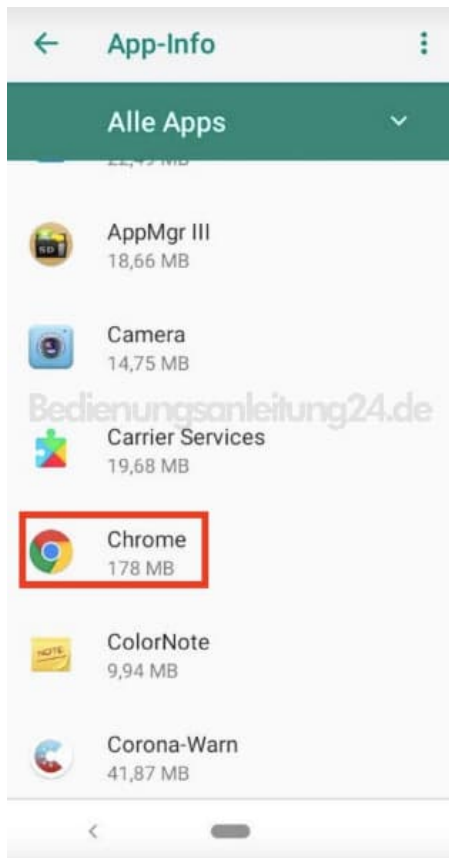 App-Info
Alle Apps
AppMgr III
18,66 MB
Camera
14,75 MB
Bedienungsanleitung24.de
Carrier Services
19,68 MB
Chrome
178 MB
NOTE
ColorNote
9,94 MB
Corona-Warn
41,87 MB